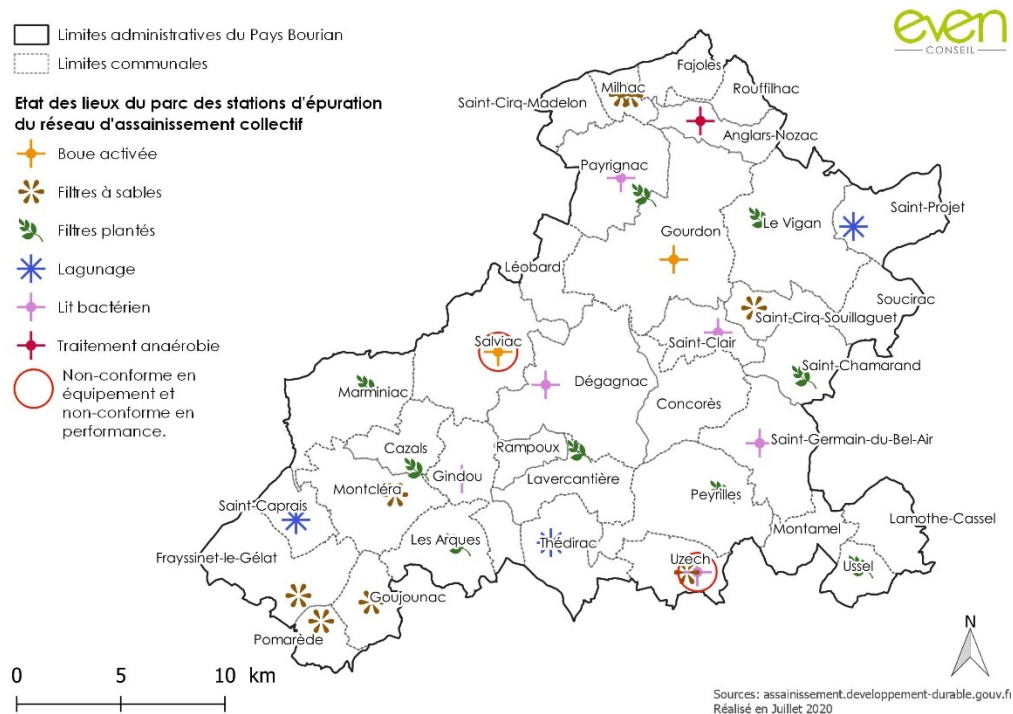 Limites administratives du Pays Bourian
Limites communales
Etat des lieux du parc des stations d'épuration
du réseau d'assainissement collectif
Boue activée
Filtres à sables
Filtres plantés
Lagunage
Lit bactérien
Traitement anaérobie
Non-conforme en
équipement et
non-conforme en
performance.
even
CONSEIL
Fajoles
Milhac
Rouffilhac
Saint-Cirq-Madelon
Anglars-Nozac
Payrignac
Saint-Projet
Le Vigan
Gourdon
Léobard
Soucirac
Saint-Cirq-Souillaguet
Salviac
Saint-Clair
Saint-Chamarand
Dégagnac
Marminiac
Concorès
Saint-Germain-du-Bel-Air
Cazals
Rampoux
Gindou
Lavercantière
Montcléra
Peyrilles
Saint-Caprais
Lamothe-Cassel
Montamel
Les Arques
Thédirac
Frayssinet-le-Gélat
Uzech
Ussel
Goujounac
Pomarède
N
0 5 10 km
Sources: assainissement.developpement-durable.gouv.fr
Réalisé en Juillet 2020